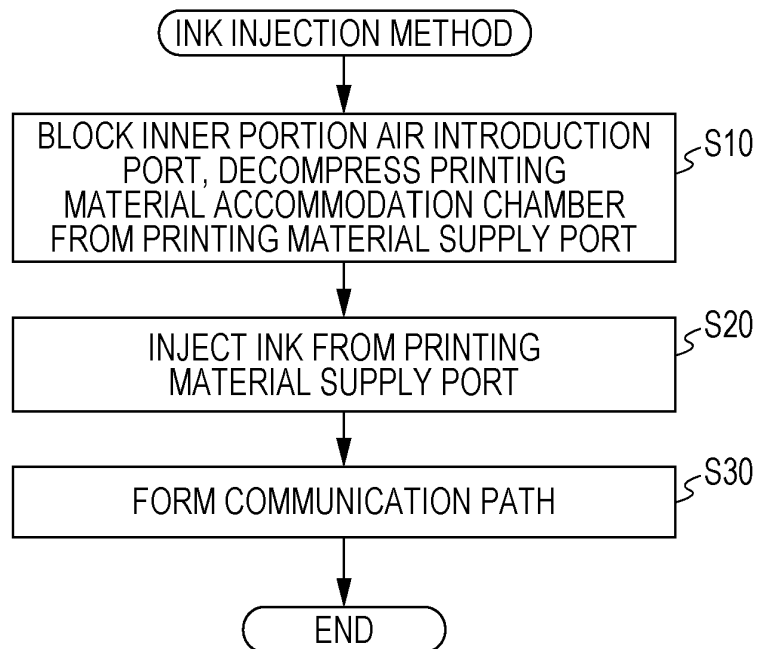 INK INJECTION METHOD
BLOCK INNER PORTION AIR INTRODUCTION
PORT, DECOMPRESS PRINTING
MATERIAL ACCOMMODATION CHAMBER
FROM PRINTING MATERIAL SUPPLY PORT
S10
INJECT INK FROM PRINTING
MATERIAL SUPPLY PORT
S20
FORM COMMUNICATION PATH
S30
END